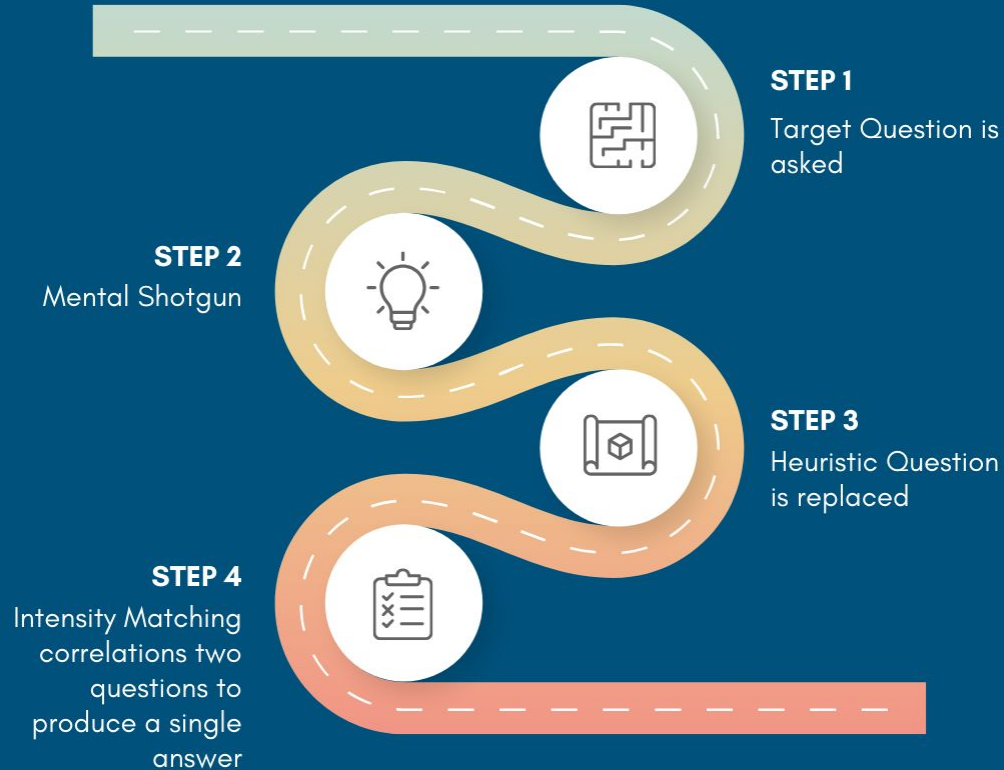 STEP 1
Target Question is
asked
STEP 2
Mental Shotgun
STEP 3
Heuristic Question
is replaced
STEP 4
Intensity Matching
correlations two
questions to
produce a single
answer